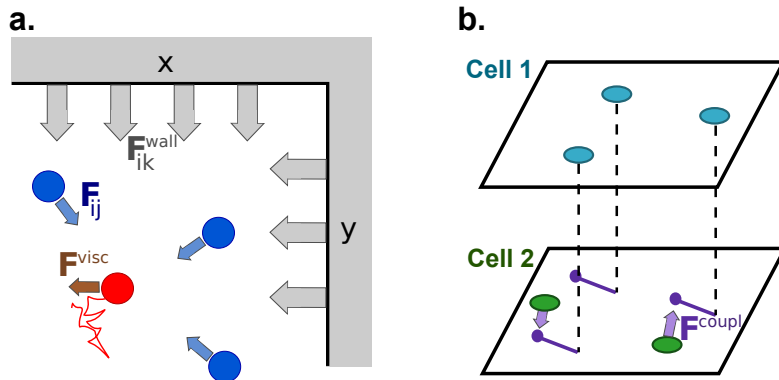 a.
x
F_ik^wall
F_ij
y
F^visc
b.
Cell 1
Cell 2
F^coupl